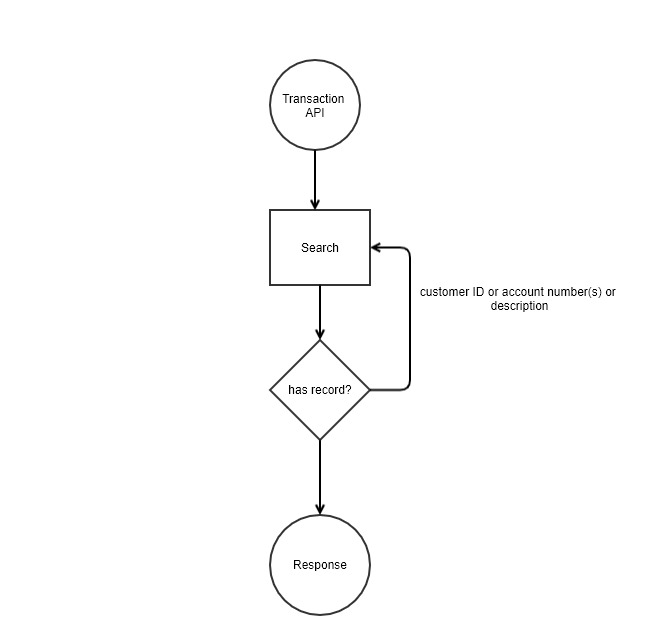 Transaction
API
Search
customer ID or account number(s) or
description
has record?
Response